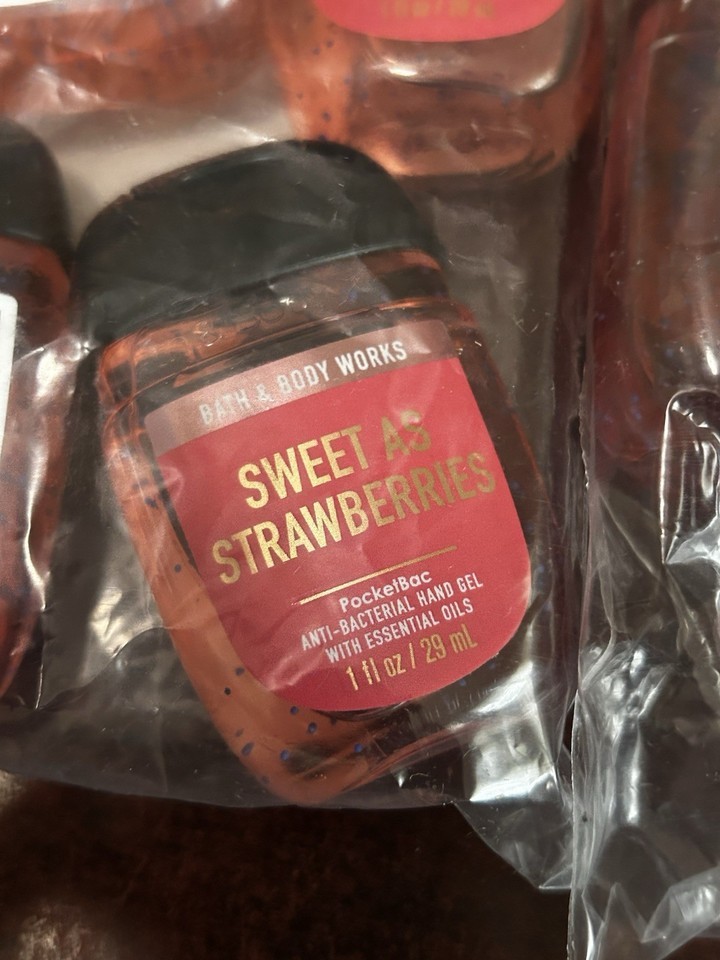 BATH & BODY WORKS
SWEET AS
STRAWBERRIES
PocketBac
ANTI-BACTERIAL HAND GEL
WITH ESSENTIAL OILS
1 fl oz / 29 mL